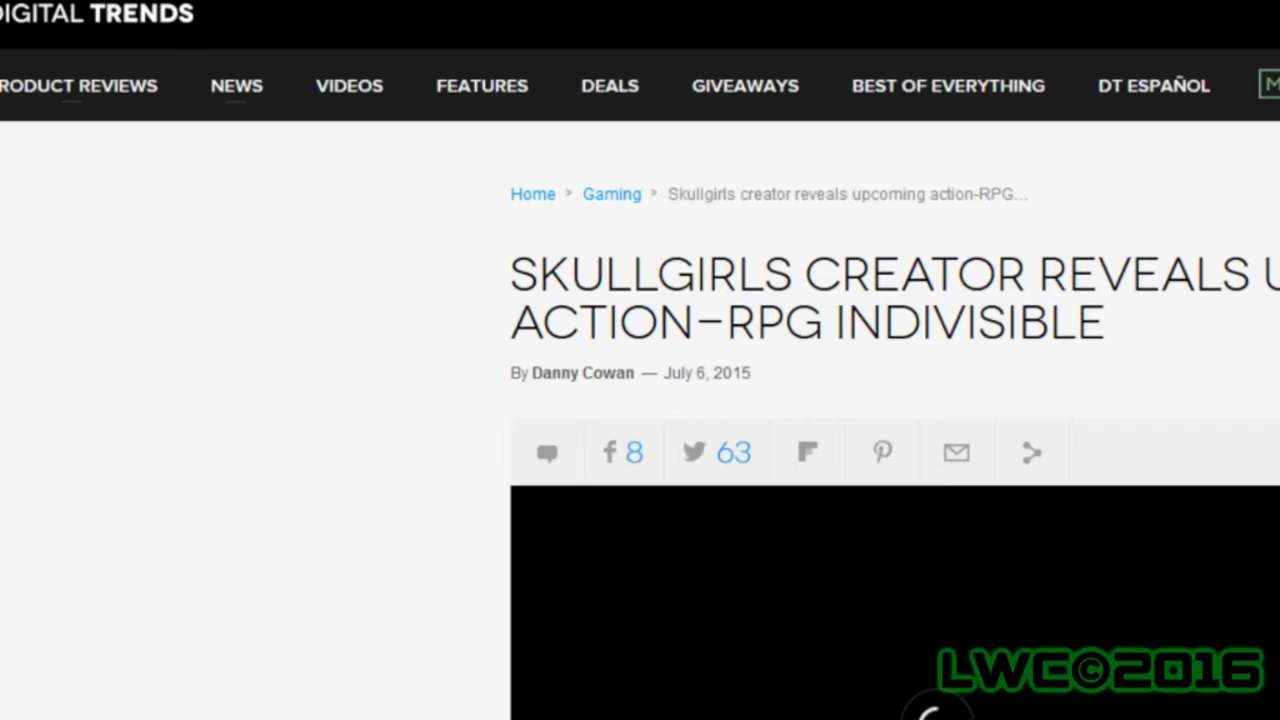 DIGITAL TRENDS
RODUCT REVIEWS NEWS VIDEOS FEATURES DEALS GIVEAWAYS BEST OF EVERYTHING DT ESPAÑOL M
Home > Gaming > Skullgirls creator reveals upcoming action-RPG...
SKULLGIRLS CREATOR REVEALS U
ACTION-RPG INDIVISIBLE
By Danny Cowan — July 6, 2015
8 63
LWC©2016